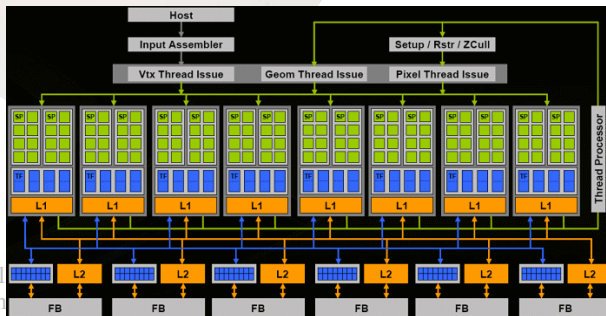 Host
Input Assembler
Setup / Rstr / ZCull
Vtx Thread Issue
Geom Thread Issue
Pixel Thread Issue
SP SP SP SP SP SP SP SP SP SP SP SP SP SP SP SP
TF TF TF TF TF TF TF TF
L1 L1 L1 L1 L1 L1 L1 L1
Thread Processor
L2 L2 L2 L2 L2 L2
FB FB FB FB FB FB